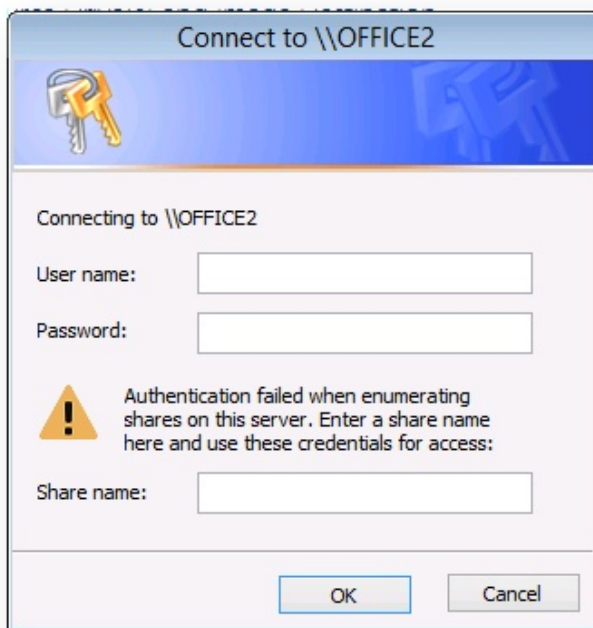 Connect to \\OFFICE2
Connecting to \\OFFICE2
User name:
Password:
Authentication failed when enumerating
shares on this server. Enter a share name
here and use these credentials for access:
Share name:
OK
Cancel